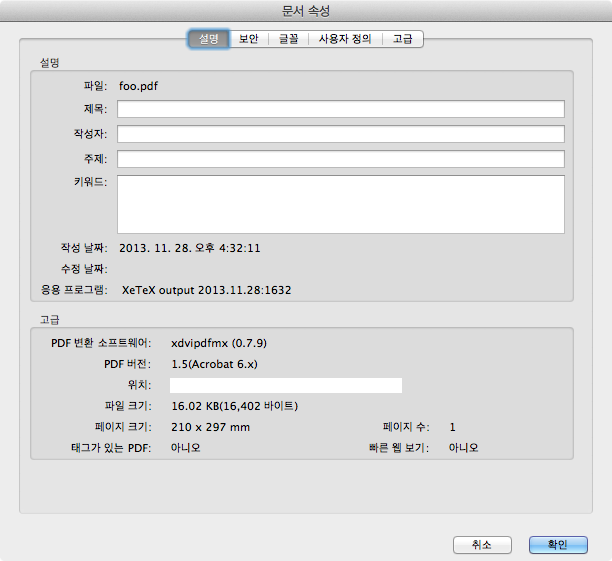 문서 속성
설명 보안 글꼴 사용자 정의 고급
설명
파일: foo.pdf
제목:
작성자:
주제:
키워드:
작성 날짜: 2013. 11. 28. 오후 4:32:11
수정 날짜:
응용 프로그램: XeTeX output 2013.11.28:1632
고급
PDF 변환 소프트웨어: xdvipdfmx (0.7.9)
PDF 버전: 1.5(Acrobat 6.x)
위치:
파일 크기: 16.02 KB(16,402 바이트)
페이지 크기: 210 x 297 mm 페이지 수: 1
태그가 있는 PDF: 아니오 빠른 웹 보기: 아니오
취소 확인